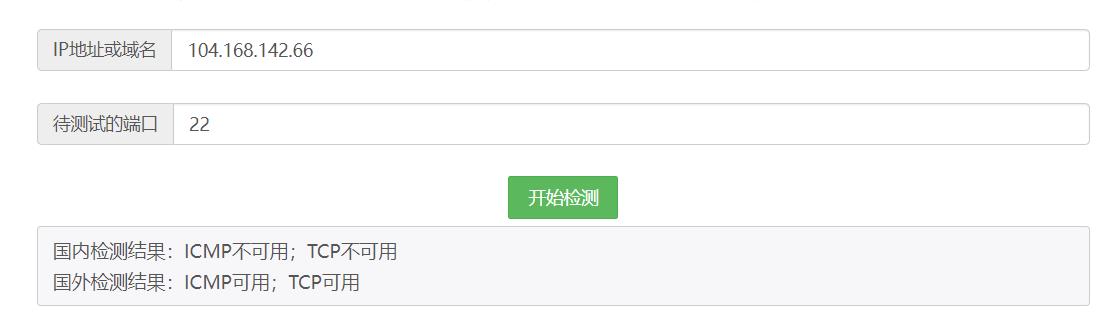 IP地址或域名 104.168.142.66
待测试的端口 22
开始检测
国内检测结果：ICMP不可用；TCP不可用
国外检测结果：ICMP可用；TCP可用